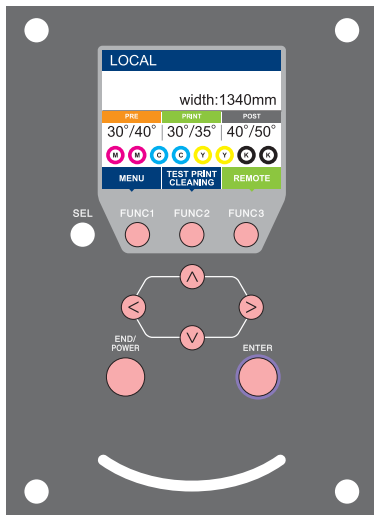 LOCAL
width:1340mm
PRE PRINT POST
30°/40° 30°/35° 40°/50°
M M C C Y Y K K
MENU TEST PRINT CLEANING REMOTE
SEL FUNC1 FUNC2 FUNC3
END/
POWER
ENTER